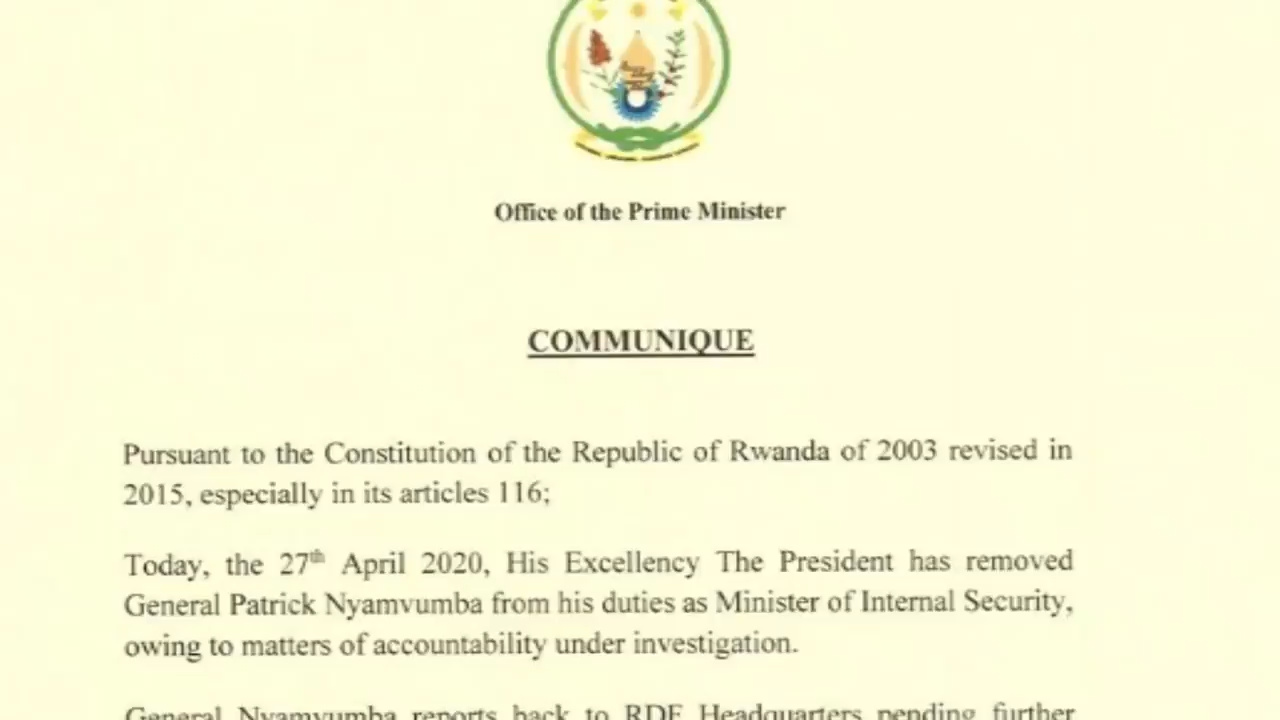 Office of the Prime Minister
COMMUNIQUE
Pursuant to the Constitution of the Republic of Rwanda of 2003 revised in
2015, especially in its articles 116;
Today, the 27th April 2020, His Excellency The President has removed
General Patrick Nyamvumba from his duties as Minister of Internal Security,
owing to matters of accountability under investigation.
General Nyamvumba reports back to RDF Headquarters pending further